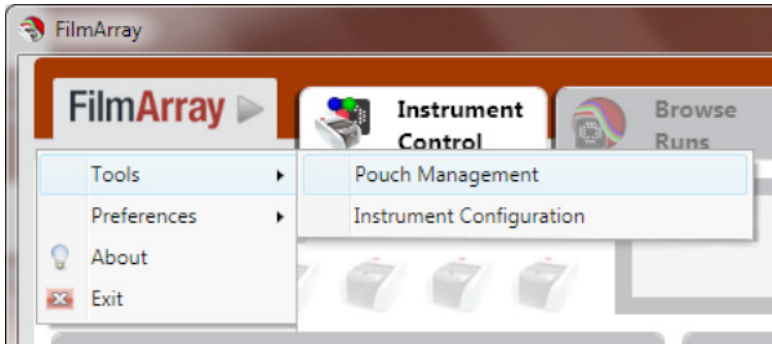 FilmArray
FilmArray
Instrument
Control
Browse
Runs
Tools
Pouch Management
Preferences
Instrument Configuration
About
Exit